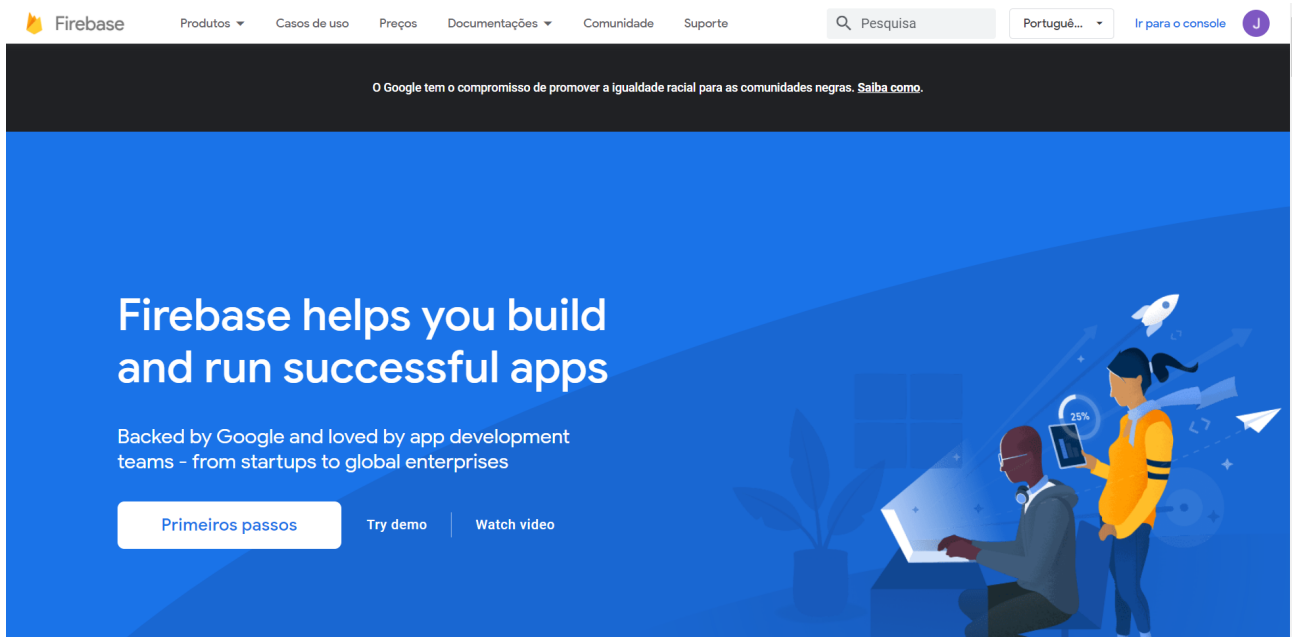 Firebase Produtos Casos de uso Preços Documentações Comunidade Suporte Pesquisa Portuguê... Ir para o console J
O Google tem o compromisso de promover a igualdade racial para as comunidades negras. Saiba como.
Firebase helps you build
and run successful apps
Backed by Google and loved by app development
teams - from startups to global enterprises
Primeiros passos Try demo Watch video
25%